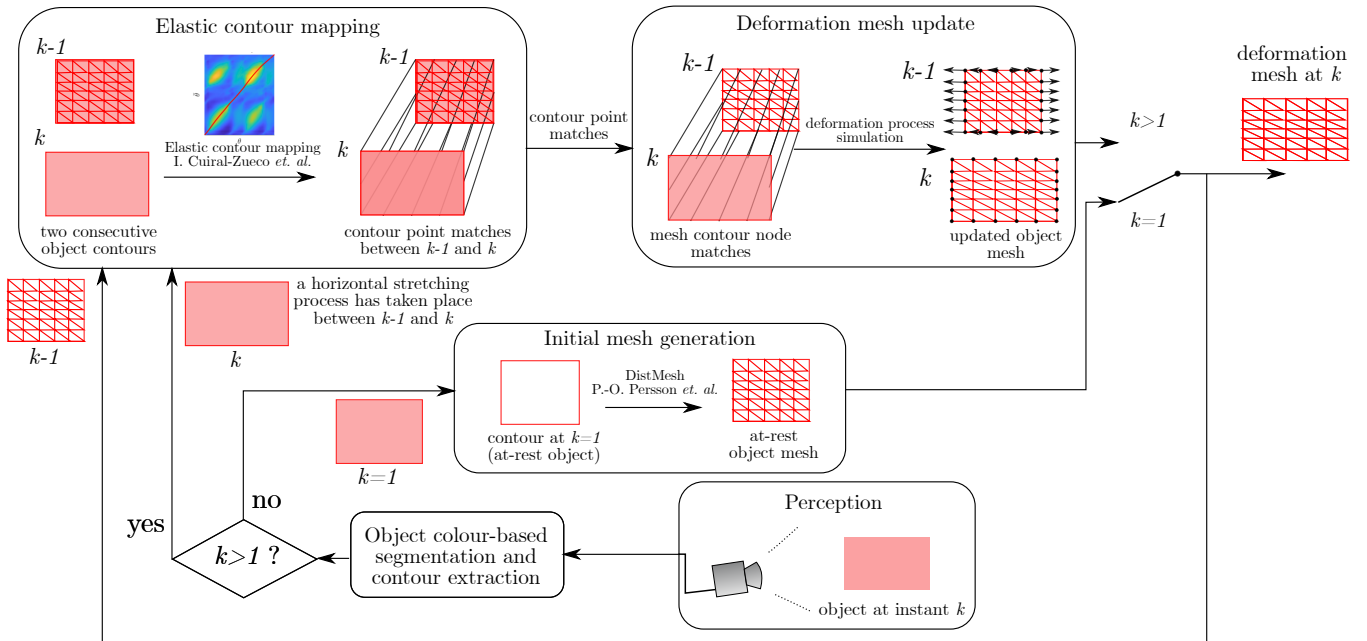 Elastic contour mapping
k-1
k
θ
θ
Elastic contour mapping
I. Cuiral-Zueco et. al.
two consecutive
object contours
k-1
k
contour point matches
between k-1 and k
contour point
matches
Deformation mesh update
k-1
k
mesh contour node
matches
deformation process
simulation
k-1
k
updated object
mesh
k>1
k=1
deformation
mesh at k
k-1
k
a horizontal stretching
process has taken place
between k-1 and k
Initial mesh generation
contour at k=1
(at-rest object)
DistMesh
P.-O. Persson et. al.
at-rest
object mesh
k=1
no
yes
k>1 ?
Object colour-based
segmentation and
contour extraction
Perception
object at instant k